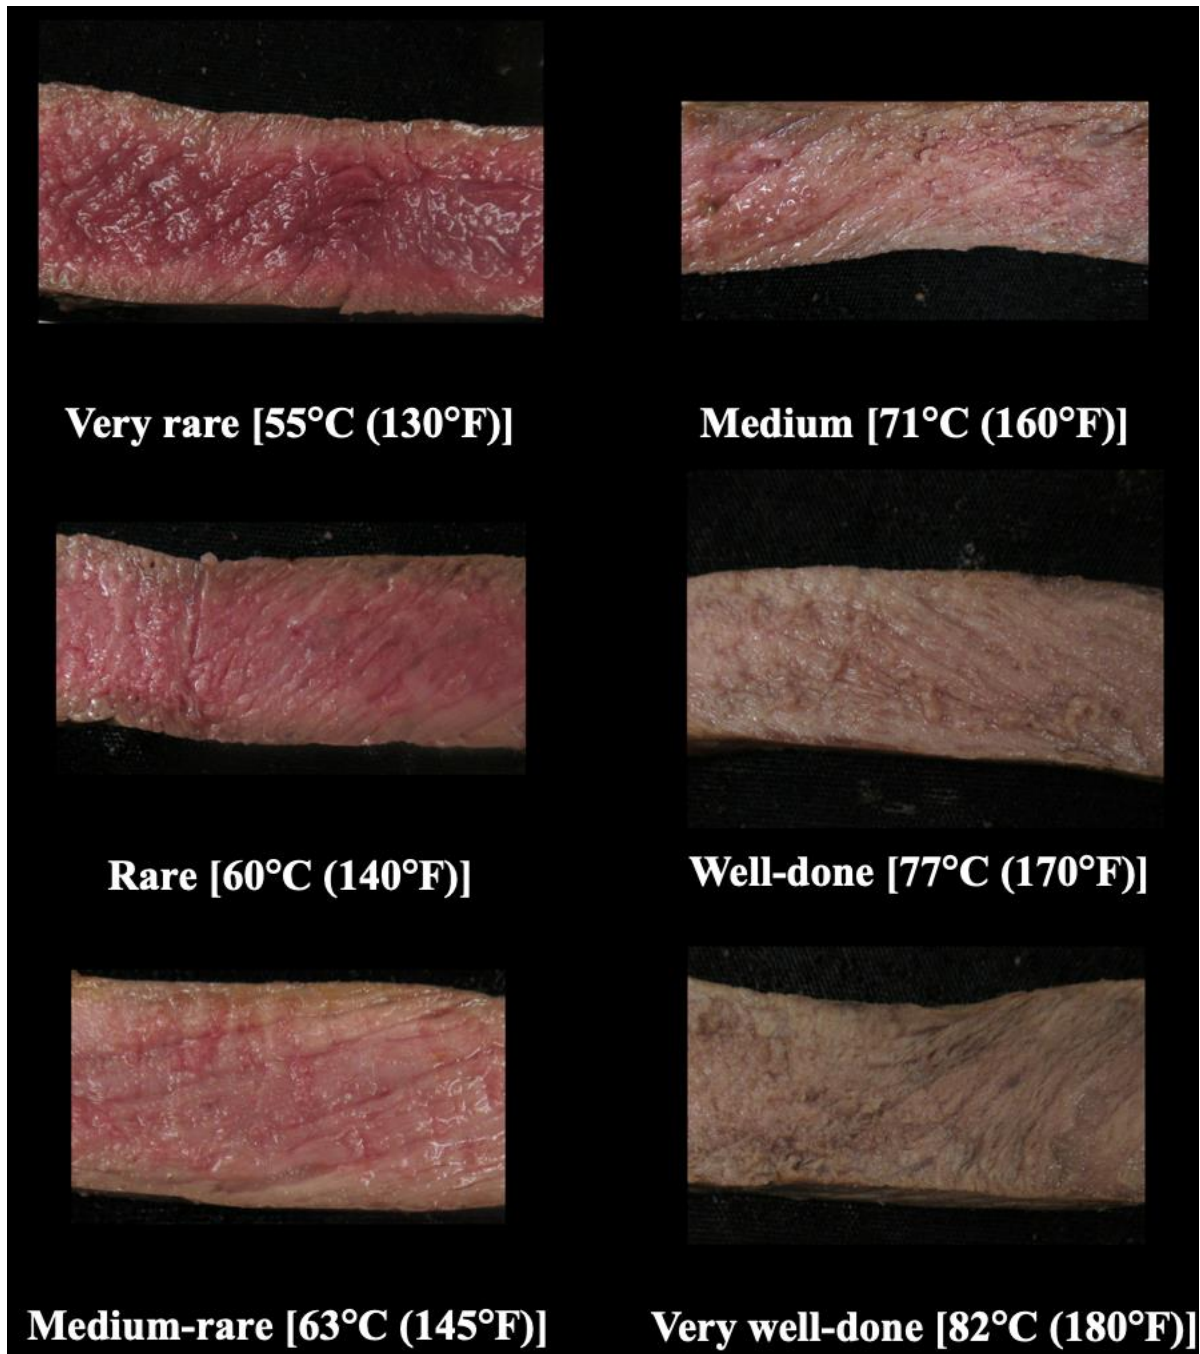 Very rare [55°C (130°F)]
Medium [71°C (160°F)]
Rare [60°C (140°F)]
Well-done [77°C (170°F)]
Medium-rare [63°C (145°F)]
Very well-done [82°C (180°F)]